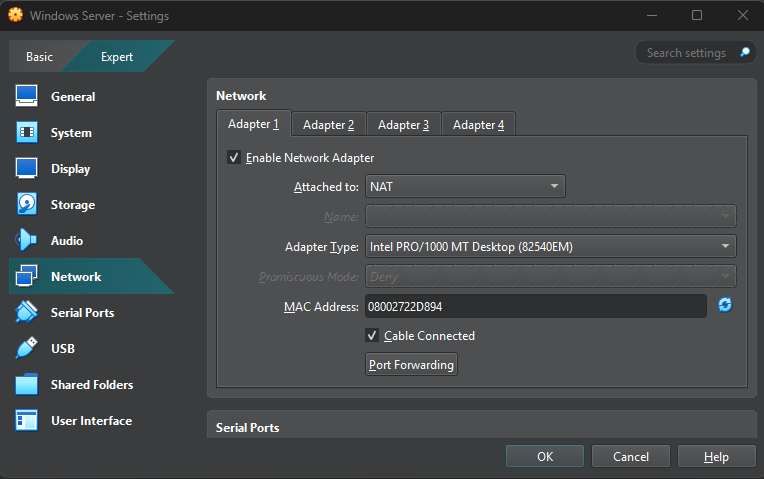 Windows Server - Settings
Basic
Expert
Search settings
General
System
Display
Storage
Audio
Network
Serial Ports
USB
Shared Folders
User Interface
Network
Adapter 1
Adapter 2
Adapter 3
Adapter 4
Enable Network Adapter
Attached to: NAT
Name:
Adapter Type: Intel PRO/1000 MT Desktop (82540EM)
Promiscuous Mode: Deny
MAC Address: 08002722D894
Cable Connected
Port Forwarding
Serial Ports
OK
Cancel
Help